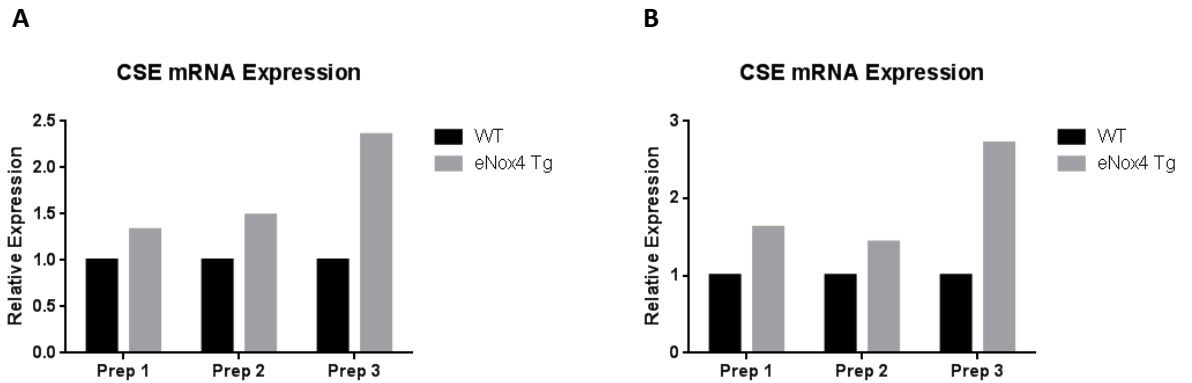 A
CSE mRNA Expression
Relative Expression
2.5
2.0
1.5
1.0
0.5
0.0
Prep 1 Prep 2 Prep 3
WT
eNox4 Tg
B
CSE mRNA Expression
Relative Expression
3
2
1
0
Prep 1 Prep 2 Prep 3
WT
eNox4 Tg